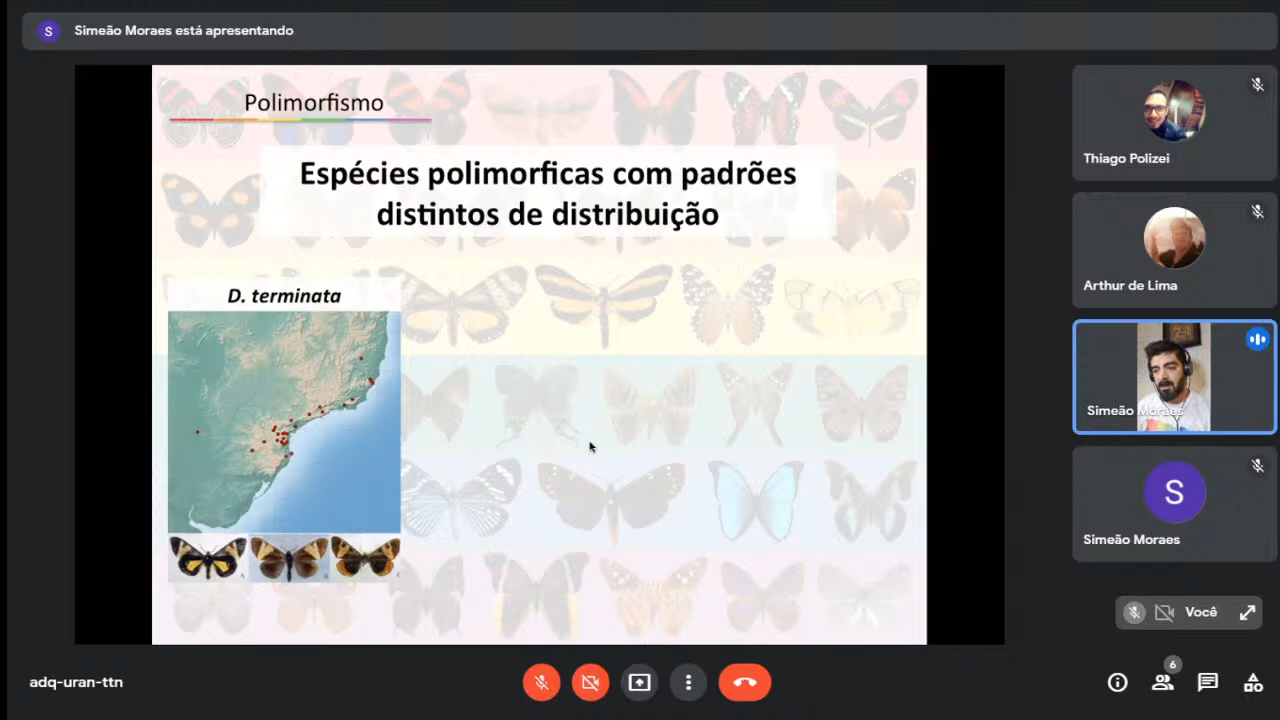 S
Simeão Moraes está apresentando
Polimorfismo
Espécies polimorficas com padrões
distintos de distribuição
D. terminata
A
B
C
Thiago Polizei
Arthur de Lima
Simeão Moraes
S
Simeão Moraes
Você
adq-uran-ttn
6